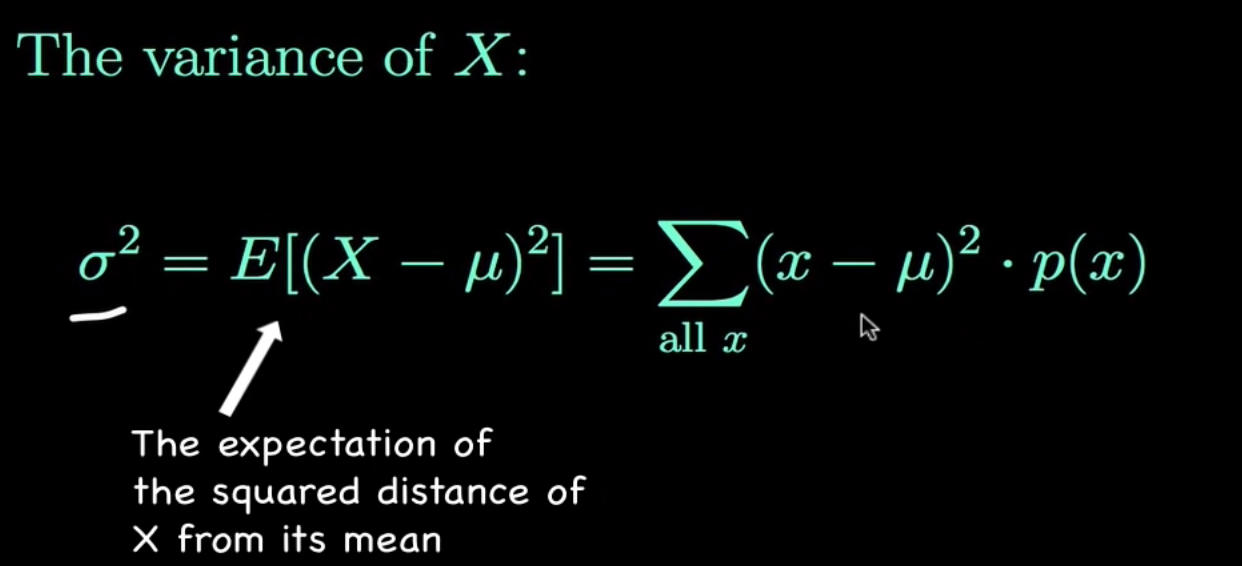 The variance of X:
σ² = E[(X − μ)²] = ∑(x − μ)² · p(x)
all x
The expectation of
the squared distance of
X from its mean